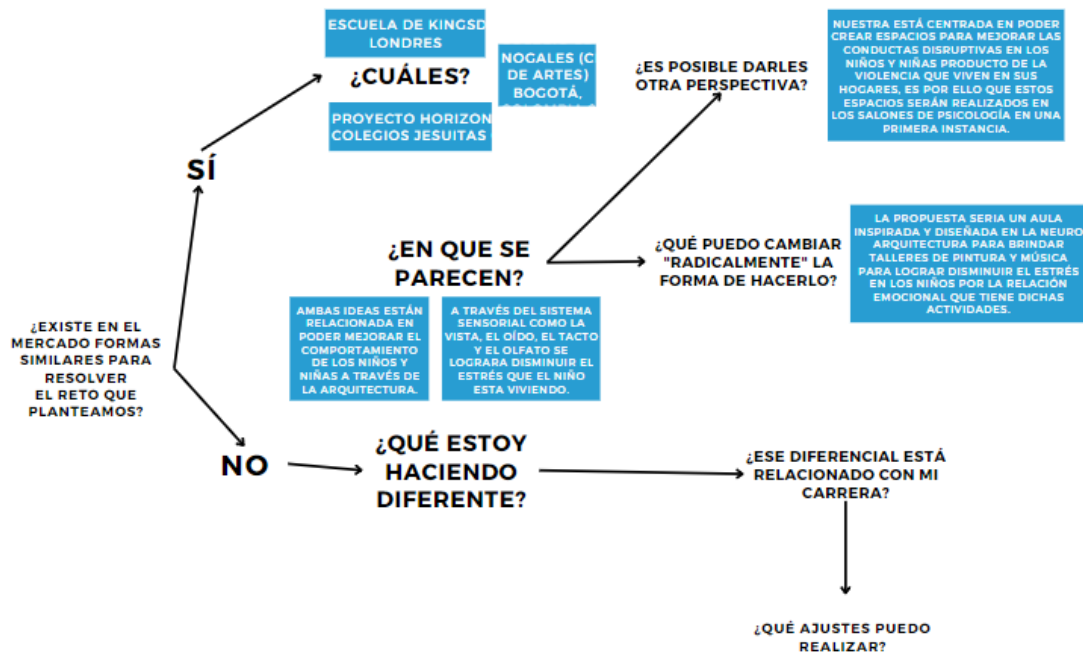 ESCUELA DE KINGSD
LONDRES
¿CUÁLES?
NOGALES (C
DE ARTES)
BOGOTÁ,
PROYECTO HORIZON
COLEGIOS JESUITAS
SÍ
¿ES POSIBLE DARLES
OTRA PERSPECTIVA?
NUESTRA ESTÁ CENTRADA EN PODER
CREAR ESPACIOS PARA MEJORAR LAS
CONDUCTAS DISRUPTIVAS EN LOS
NIÑOS Y NIÑAS PRODUCTO DE LA
VIOLENCIA QUE VIVEN EN SUS
HOGARES, ES POR ELLO QUE ESTOS
ESPACIOS SERÁN REALIZADOS EN
LOS SALONES DE PSICOLOGÍA EN UNA
PRIMERA INSTANCIA.
¿EN QUE SE
PARECEN?
¿QUÉ PUEDO CAMBIAR
"RADICALMENTE" LA
FORMA DE HACERLO?
LA PROPUESTA SERIA UN AULA
INSPIRADA Y DISEÑADA EN LA NEURO
ARQUITECTURA PARA BRINDAR
TALLERES DE PINTURA Y MÚSICA
PARA LOGRAR DISMINUIR EL ESTRÉS
EN LOS NIÑOS POR LA RELACIÓN
EMOCIONAL QUE TIENE DICHAS
ACTIVIDADES.
AMBAS IDEAS ESTÁN
RELACIONADA EN
PODER MEJORAR EL
COMPORTAMIENTO
DE LOS NIÑOS Y
NIÑAS A TRAVÉS DE
LA ARQUITECTURA.
A TRAVÉS DEL SISTEMA
SENSORIAL COMO LA
VISTA, EL OÍDO, EL TACTO
Y EL OLFATO SE
LOGRARA DISMINUIR EL
ESTRÉS QUE EL NIÑO
ESTA VIVIENDO.
¿EXISTE EN EL
MERCADO FORMAS
SIMILARES PARA
RESOLVER
EL RETO QUE
PLANTEAMOS?
NO
¿QUÉ ESTOY
HACIENDO
DIFERENTE?
¿ESE DIFERENCIAL ESTÁ
RELACIONADO CON MI
CARRERA?
¿QUÉ AJUSTES PUEDO
REALIZAR?